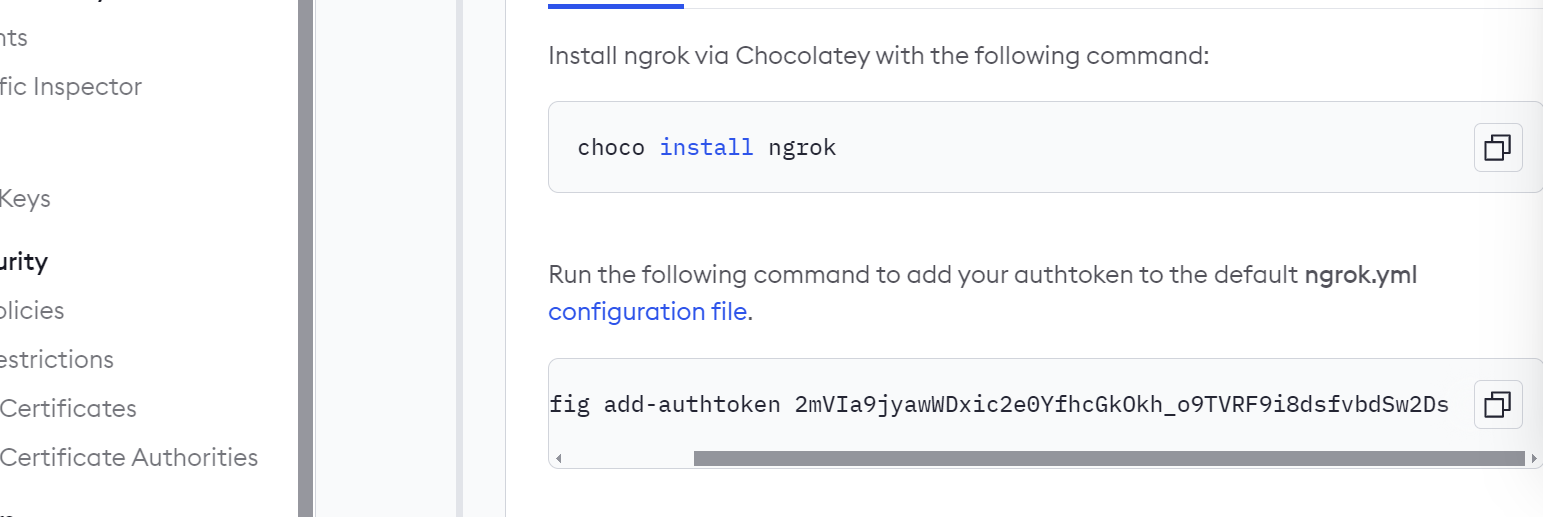 nts
fic Inspector
Keys
urity
olicies
estrictions
Certificates
Certificate Authorities
Install ngrok via Chocolatey with the following command:
choco install ngrok
Run the following command to add your authtoken to the default ngrok.yml
configuration file.
fig add-authtoken 2mVIa9jyawWDxic2e0YfhcGkOkh_o9TVRF9i8dsfvbdSw2Ds